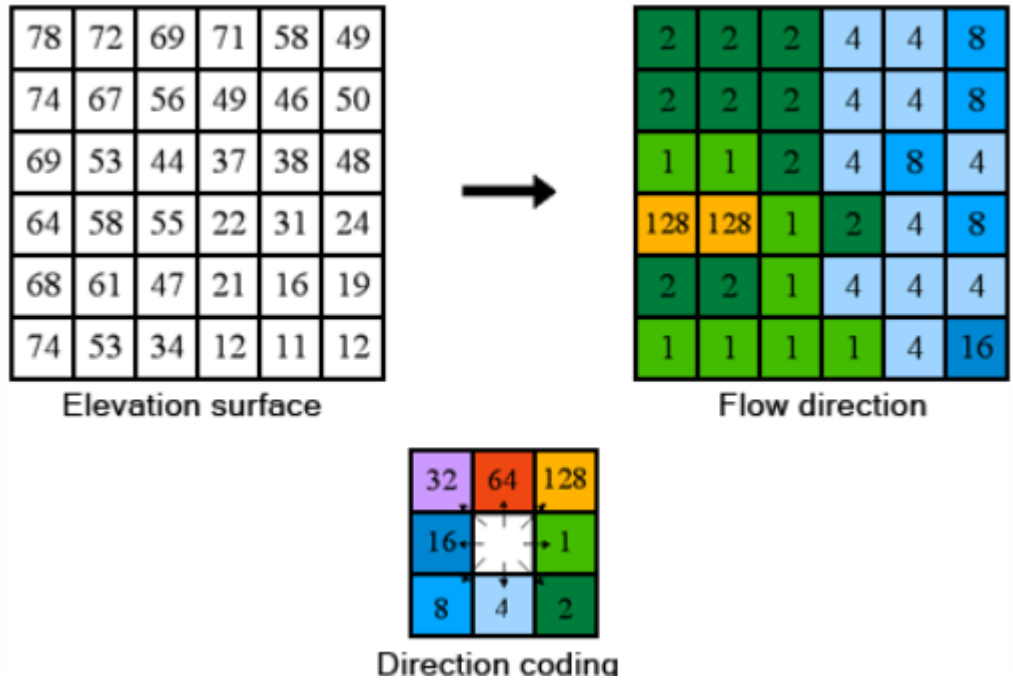 78 72 69 71 58 49 2 2 2 4 4 8
74 67 56 49 46 50 2 2 2 4 4 8
69 53 44 37 38 48 1 1 2 4 8 4
64 58 55 22 31 24 128 128 1 2 4 8
68 61 47 21 16 19 2 2 1 4 4 4
74 53 34 12 11 12 1 1 1 1 4 16
Elevation surface Flow direction
32 64 128
16 1
8 4 2
Direction coding